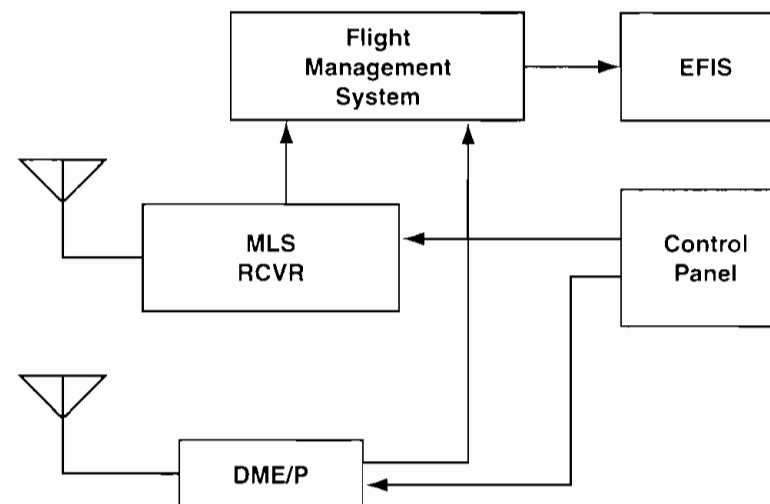 Flight
Management
System
EFIS
MLS
RCVR
Control
Panel
DME/P